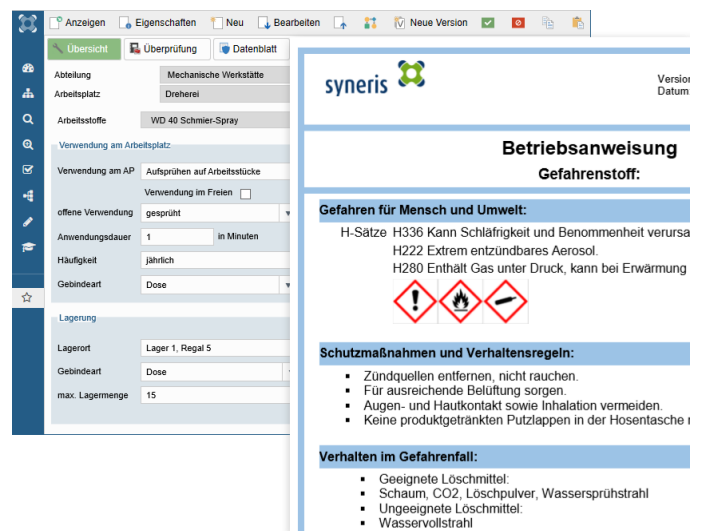 Anzeigen Eigenschaften Neu Bearbeiten Neue Version
Übersicht Überprüfung Datenblatt
Abteilung Mechanische Werkstätte
Arbeitsplatz Dreherei
Arbeitsstoffe WD 40 Schmier-Spray
Verwendung am Arbeitsplatz
Verwendung am AP Aufsprühen auf Arbeitsstücke
Verwendung im Freien
offene Verwendung gesprüht
Anwendungsdauer 1 in Minuten
Häufigkeit jährlich
Gebindeart Dose
Lagerung
Lagerort Lager 1, Regal 5
Gebindeart Dose
max. Lagermenge 15
syneris
Version
Datum
Betriebsanweisung
Gefahrenstoff:
Gefahren für Mensch und Umwelt:
H-Sätze H336 Kann Schläfrigkeit und Benommenheit verursa
H222 Extrem entzündbares Aerosol.
H280 Enthält Gas unter Druck, kann bei Erwärmung
Schutzmaßnahmen und Verhaltensregeln:
▪ Zündquellen entfernen, nicht rauchen.
▪ Für ausreichende Belüftung sorgen.
▪ Augen- und Hautkontakt sowie Inhalation vermeiden.
▪ Keine produktgetränkten Putzlappen in der Hosentasche
Verhalten im Gefahrenfall:
▪ Geeignete Löschmittel:
▪ Schaum, CO2, Löschpulver, Wassersprühstrahl
▪ Ungeeignete Löschmittel:
▪ Wasservollstrahl